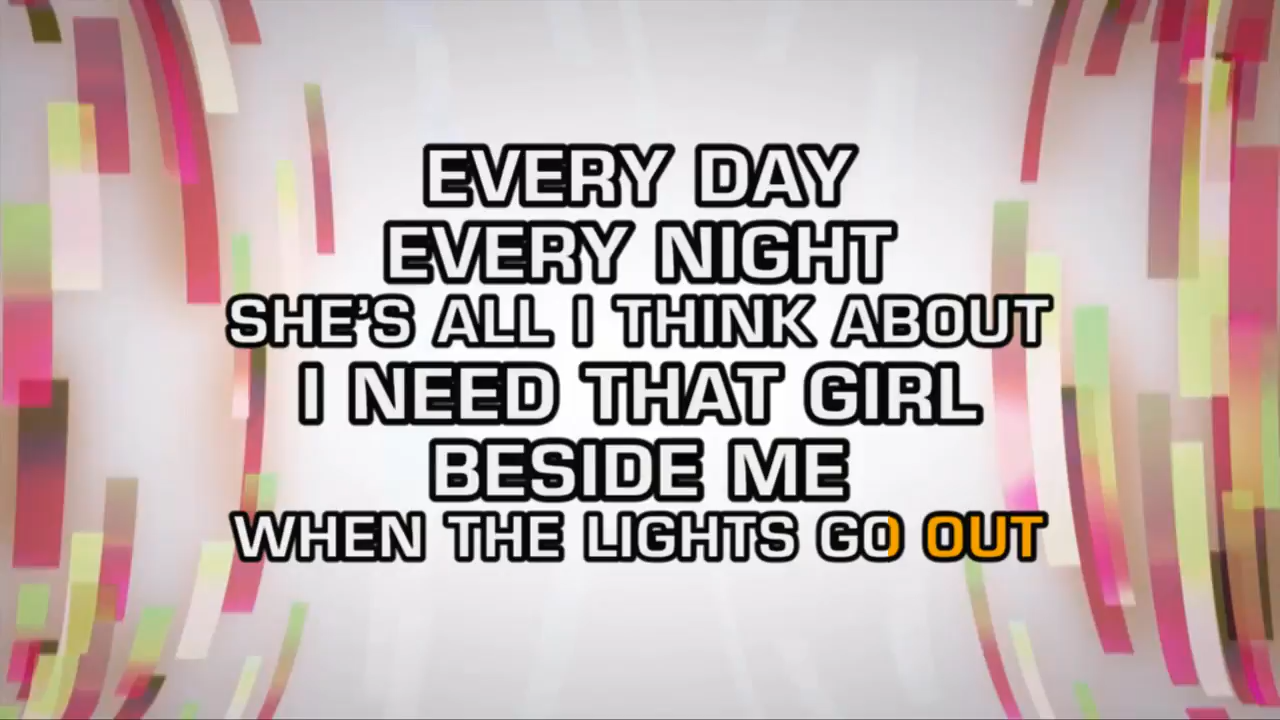 EVERY DAY
EVERY NIGHT
SHE'S ALL I THINK ABOUT
I NEED THAT GIRL
BESIDE ME
WHEN THE LIGHTS GO OUT